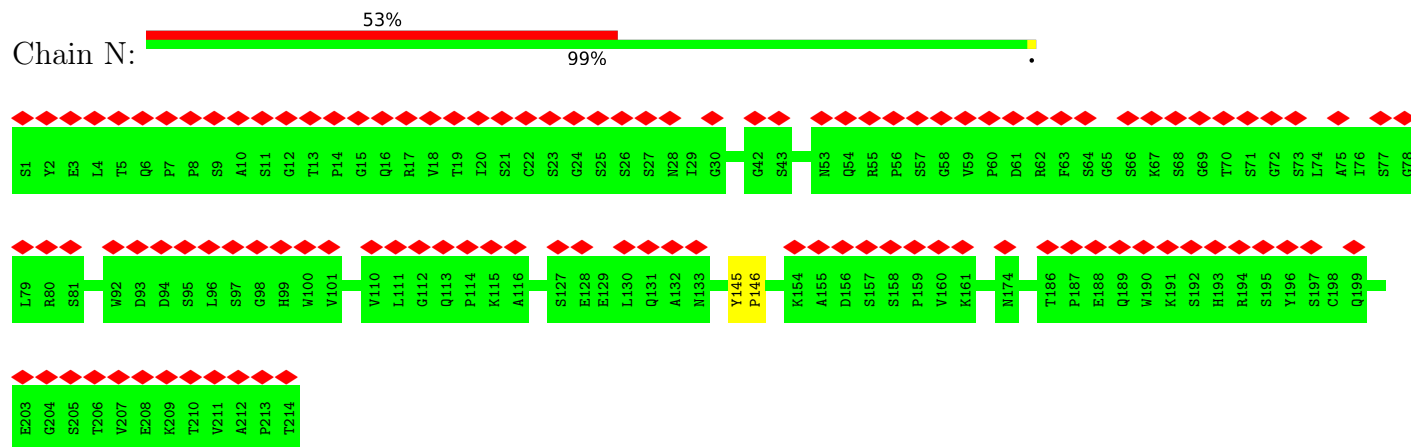 53%
Chain N:
99%
•
S1 Y2 E3 L4 T5 Q6 P7 P8 S9 A10 S11 G12 T13 P14 G15 Q16 R17 V18 T19 I20 S21 C22 S23 G24 S25 S26 S27 N28 I29 G30 G42 S43 N53 Q54 R55 P56 S57 G58 V59 P60 D61 R62 F63 S64 G65 S66 K67 S68 G69 T70 S71 G72 S73 L74 A75 I76 S77 G78
L79 R80 S81 W92 D93 D94 S95 L96 S97 G98 H99 W100 V101 V110 L111 G112 Q113 P114 K115 A116 S127 E128 E129 L130 Q131 A132 N133 Y145 P146 K154 A155 D156 S157 S158 P159 V160 K161 N174 T186 P187 E188 Q189 W190 K191 S192 H193 R194 S195 Y196 S197 C198 Q199
E203 G204 S205 T206 V207 E208 K209 T210 V211 A212 P213 T214